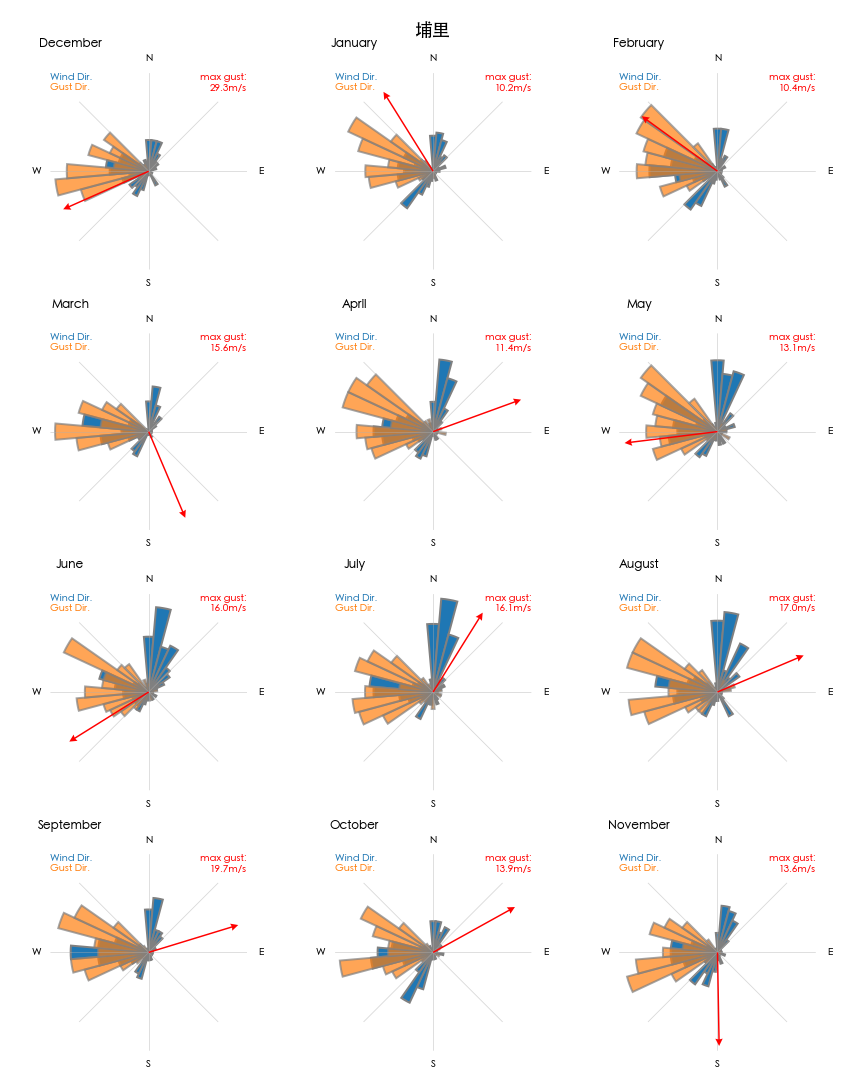 埔里
December
January
February
N
N
N
Wind Dir.
max gust:
Gust Dir.
29.3m/s
Wind Dir.
max gust:
Gust Dir.
10.2m/s
Wind Dir.
max gust:
Gust Dir.
10.4m/s
W
E
W
E
W
E
S
S
S
March
April
May
N
N
N
Wind Dir.
max gust:
Gust Dir.
15.6m/s
Wind Dir.
max gust:
Gust Dir.
11.4m/s
Wind Dir.
max gust:
Gust Dir.
13.1m/s
W
E
W
E
W
E
S
S
S
June
July
August
N
N
N
Wind Dir.
max gust:
Gust Dir.
16.0m/s
Wind Dir.
max gust:
Gust Dir.
16.1m/s
Wind Dir.
max gust:
Gust Dir.
17.0m/s
W
E
W
E
W
E
S
S
S
September
October
November
N
N
N
Wind Dir.
max gust:
Gust Dir.
19.7m/s
Wind Dir.
max gust:
Gust Dir.
13.9m/s
Wind Dir.
max gust:
Gust Dir.
13.6m/s
W
E
W
E
W
E
S
S
S